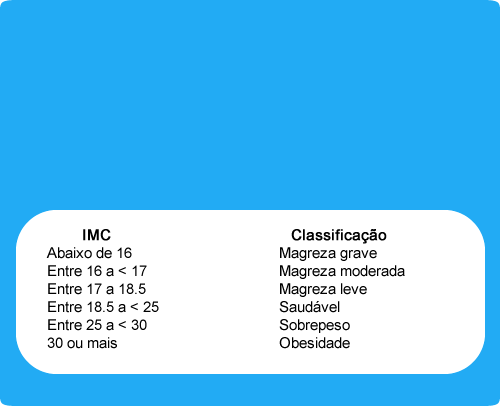 IMC Classificação
Abaixo de 16 Magreza grave
Entre 16 a < 17 Magreza moderada
Entre 17 a 18.5 Magreza leve
Entre 18.5 a < 25 Saudável
Entre 25 a < 30 Sobrepeso
30 ou mais Obesidade